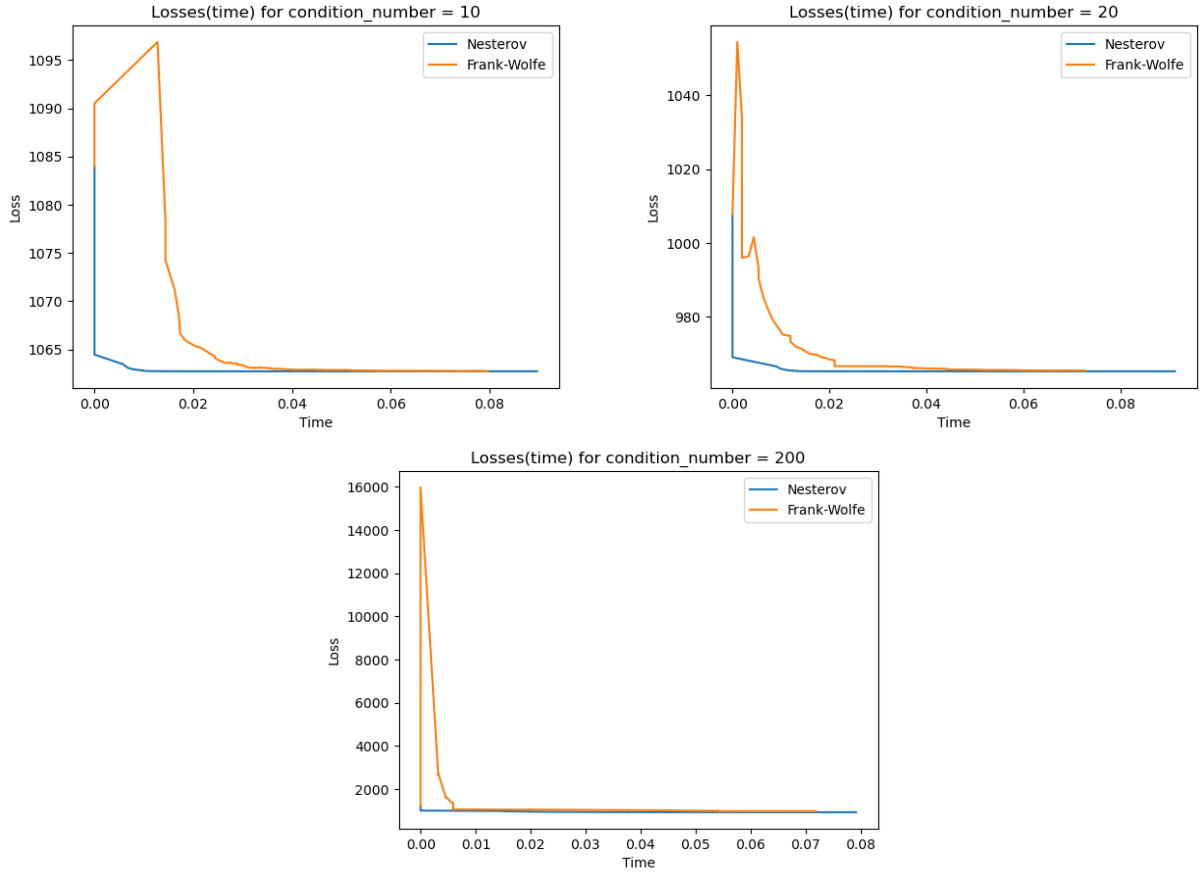 Losses(time) for condition_number = 10
Nesterov
Frank-Wolfe
1095
1090
1085
1080
1075
1070
1065
Loss
0.00 0.02 0.04 0.06 0.08
Time
Losses(time) for condition_number = 20
Nesterov
Frank-Wolfe
1040
1020
1000
980
Loss
0.00 0.02 0.04 0.06 0.08
Time
Losses(time) for condition_number = 200
Nesterov
Frank-Wolfe
16000
14000
12000
10000
8000
6000
4000
2000
Loss
0.00 0.01 0.02 0.03 0.04 0.05 0.06 0.07 0.08
Time